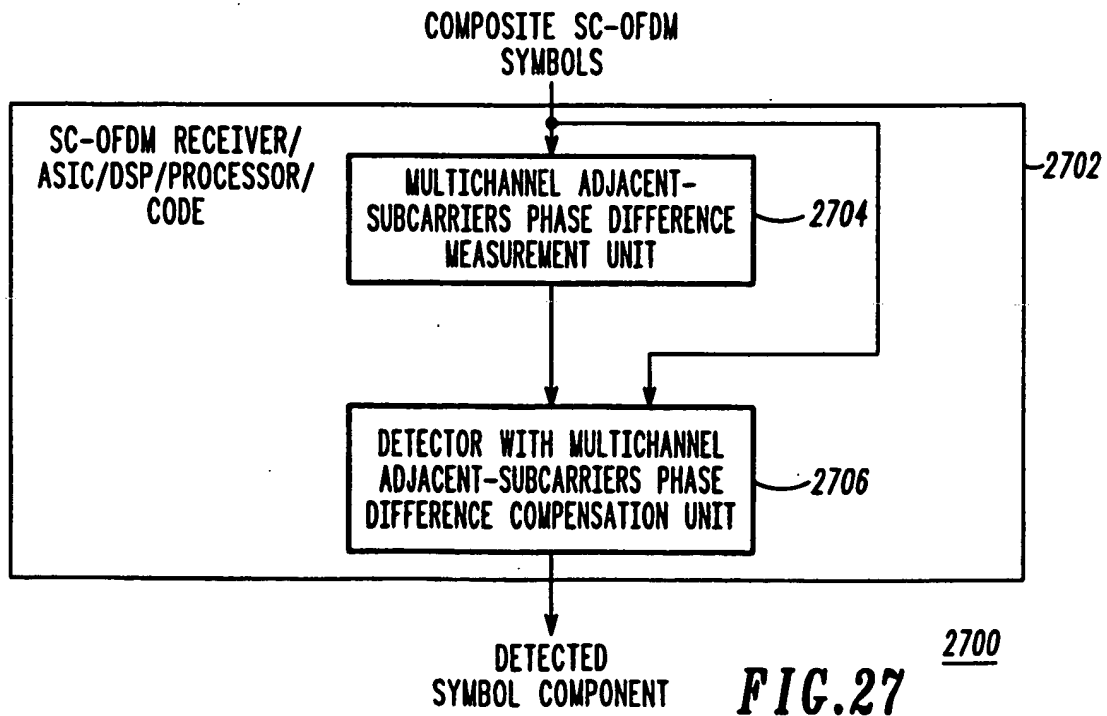 COMPOSITE SC-OFDM
SYMBOLS
SC-OFDM RECEIVER/
ASIC/DSP/PROCESSOR/
CODE
2702
MULTICHANNEL ADJACENT-
SUBCARRIERS PHASE DIFFERENCE
MEASUREMENT UNIT
2704
DETECTOR WITH MULTICHANNEL
ADJACENT-SUBCARRIERS PHASE
DIFFERENCE COMPENSATION UNIT
2706
DETECTED
SYMBOL COMPONENT
2700
FIG.27